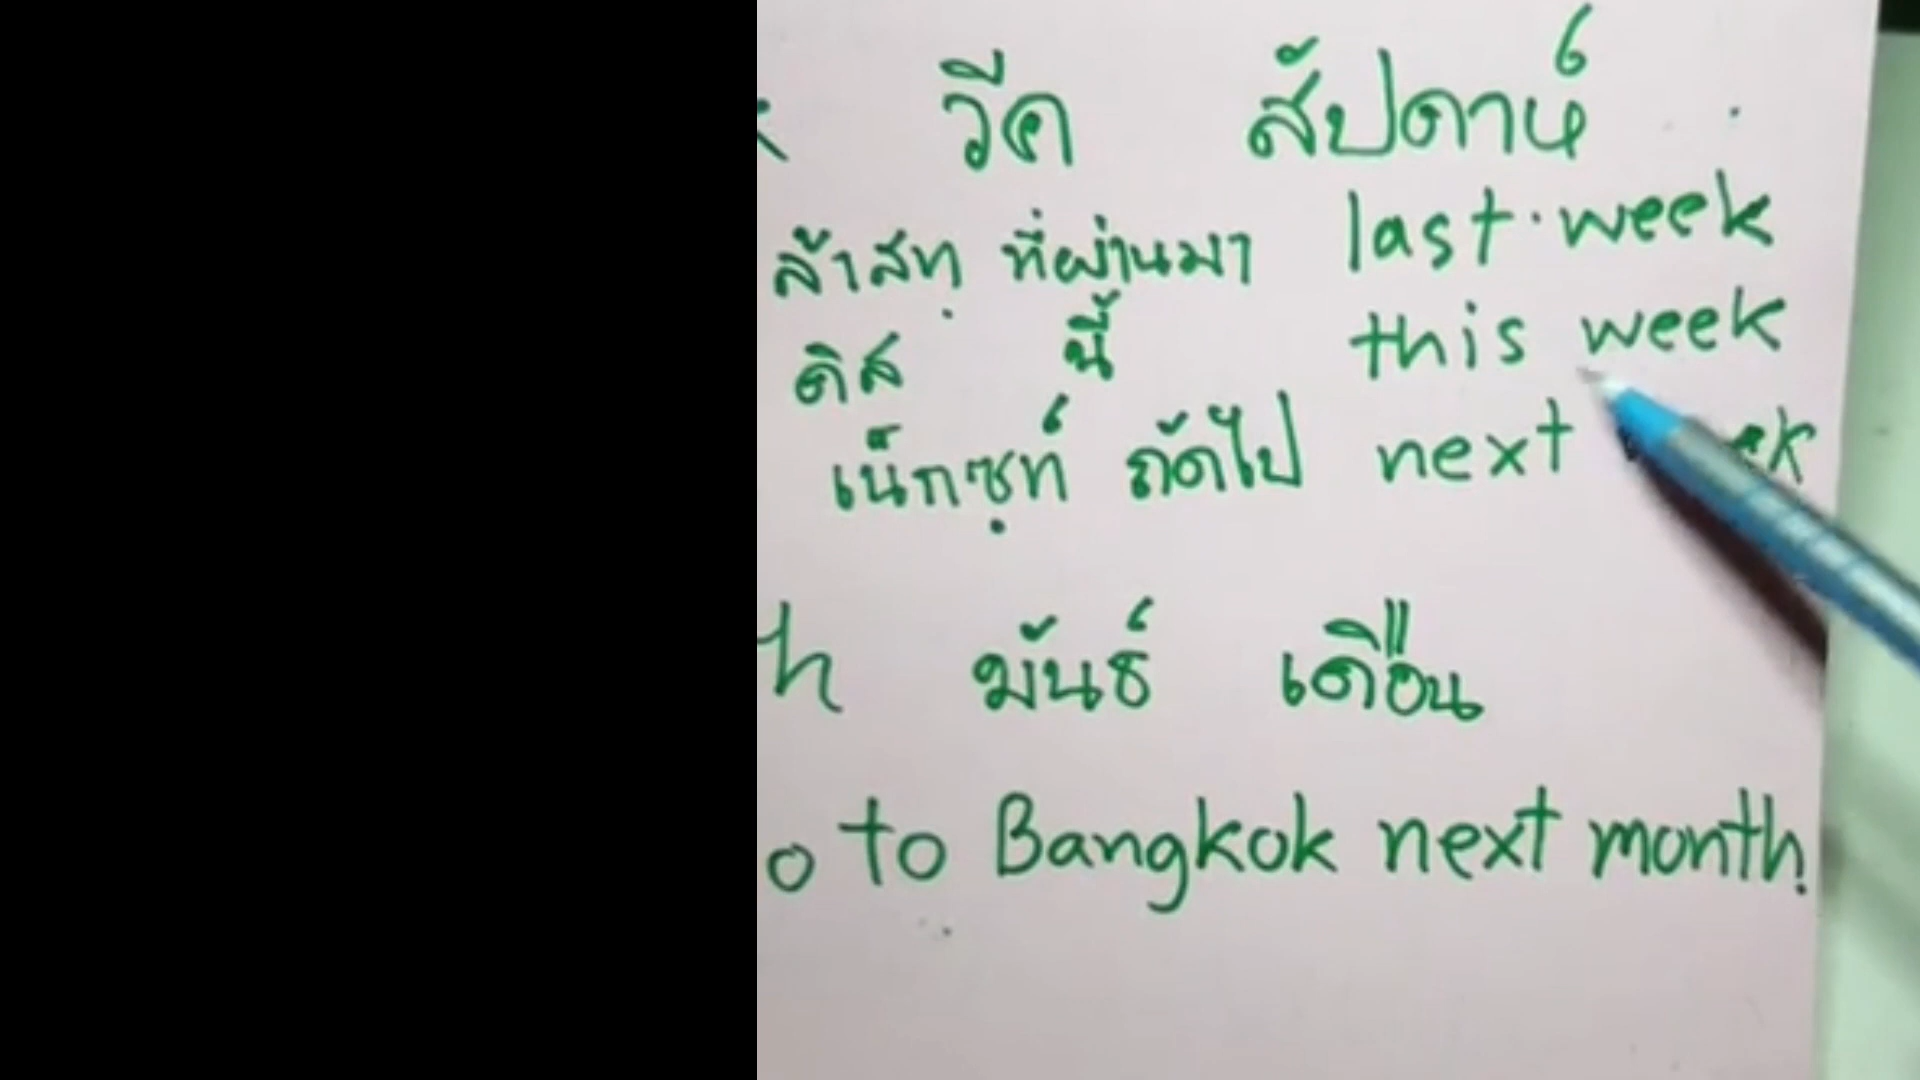 วีค สัปดาห์
ล้าสทฺ ที่ผ่านมา last week
ดิส นี้ this week
เน็กซฺท์ ถัดไป next
มันธ์ เดือน
to Bangkok next month.